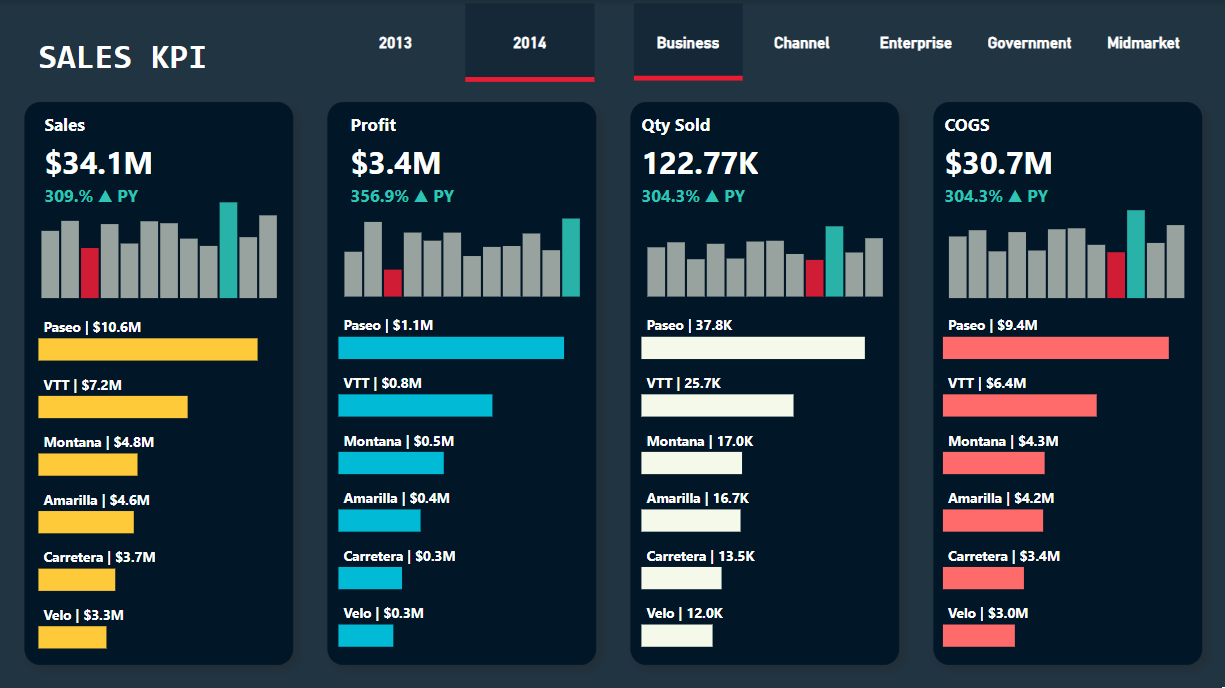 SALES KPI
2013
2014
Business
Channel
Enterprise
Government
Midmarket
Sales
$34.1M
309.% ▲ PY
Paseo | $10.6M
VTT | $7.2M
Montana | $4.8M
Amarilla | $4.6M
Carretera | $3.7M
Velo | $3.3M
Profit
$3.4M
356.9% ▲ PY
Paseo | $1.1M
VTT | $0.8M
Montana | $0.5M
Amarilla | $0.4M
Carretera | $0.3M
Velo | $0.3M
Qty Sold
122.77K
304.3% ▲ PY
Paseo | 37.8K
VTT | 25.7K
Montana | 17.0K
Amarilla | 16.7K
Carretera | 13.5K
Velo | 12.0K
COGS
$30.7M
304.3% ▲ PY
Paseo | $9.4M
VTT | $6.4M
Montana | $4.3M
Amarilla | $4.2M
Carretera | $3.4M
Velo | $3.0M